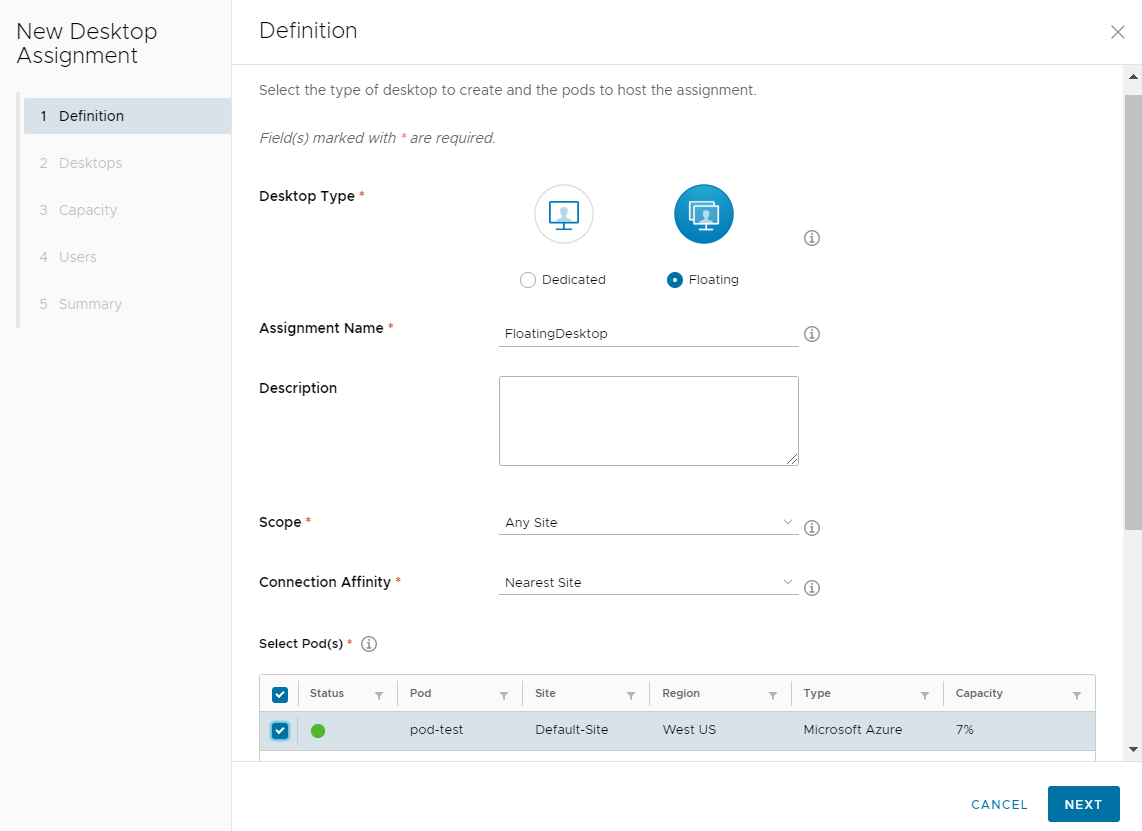 New Desktop
Assignment
1 Definition
2 Desktops
3 Capacity
4 Users
5 Summary
Definition
Select the type of desktop to create and the pods to host the assignment.
Field(s) marked with * are required.
Desktop Type *
Dedicated
Floating
Assignment Name *
FloatingDesktop
Description
Scope *
Any Site
Connection Affinity *
Nearest Site
Select Pod(s) *
Status Pod Site Region Type Capacity
pod-test Default-Site West US Microsoft Azure 7%
CANCEL NEXT